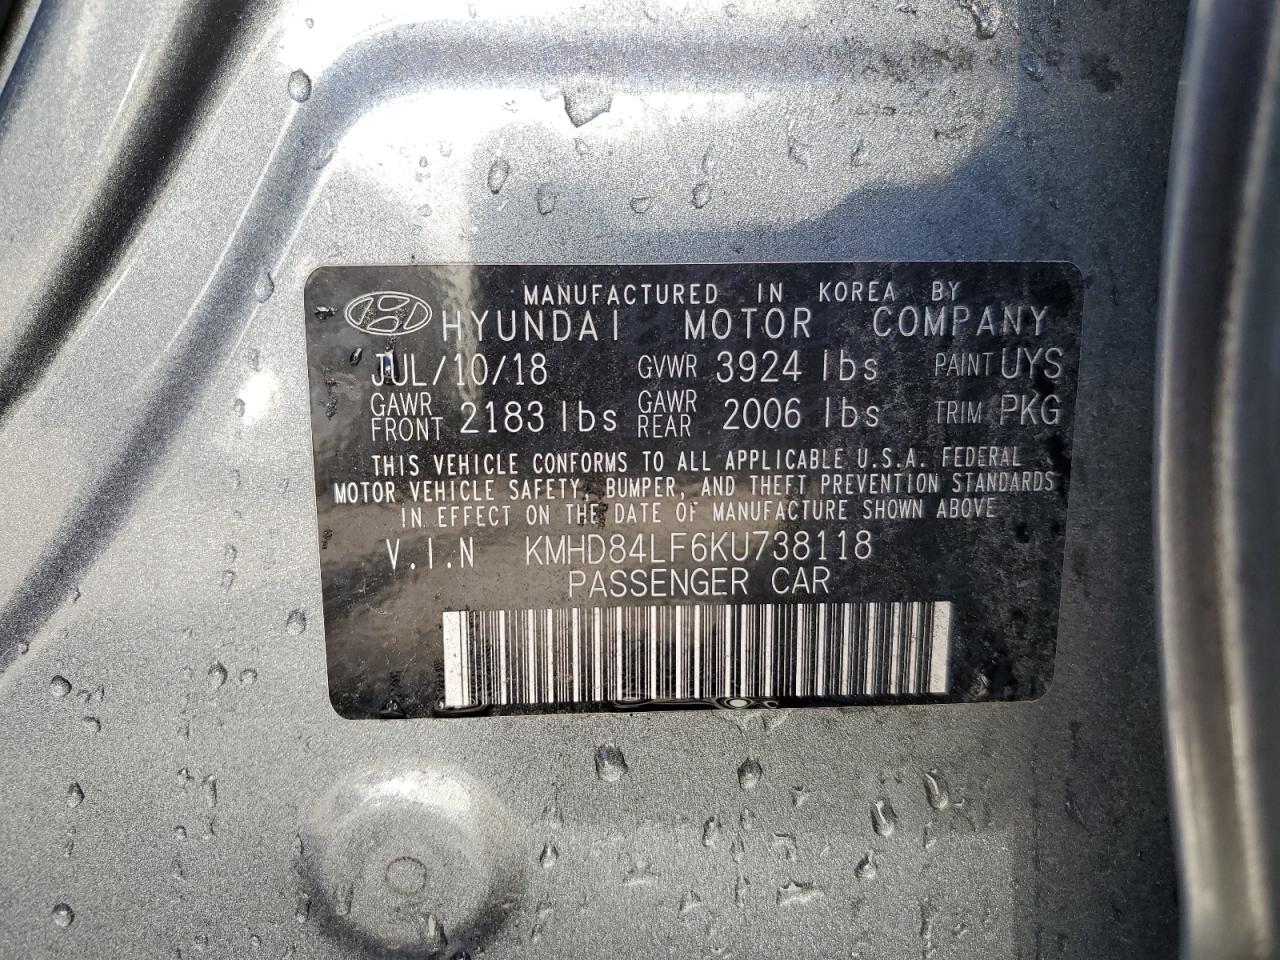 MANUFACTURED IN KOREA BY
HYUNDAI MOTOR COMPANY
JUL/10/18 GVWR 3924 lbs PAINT UYS
GAWR FRONT 2183 lbs GAWR REAR 2006 lbs TRIM PKG
THIS VEHICLE CONFORMS TO ALL APPLICABLE U.S.A. FEDERAL
MOTOR VEHICLE SAFETY, BUMPER, AND THEFT PREVENTION STANDARDS
IN EFFECT ON THE DATE OF MANUFACTURE SHOWN ABOVE
V.I.N KMHD84LF6KU738118
PASSENGER CAR